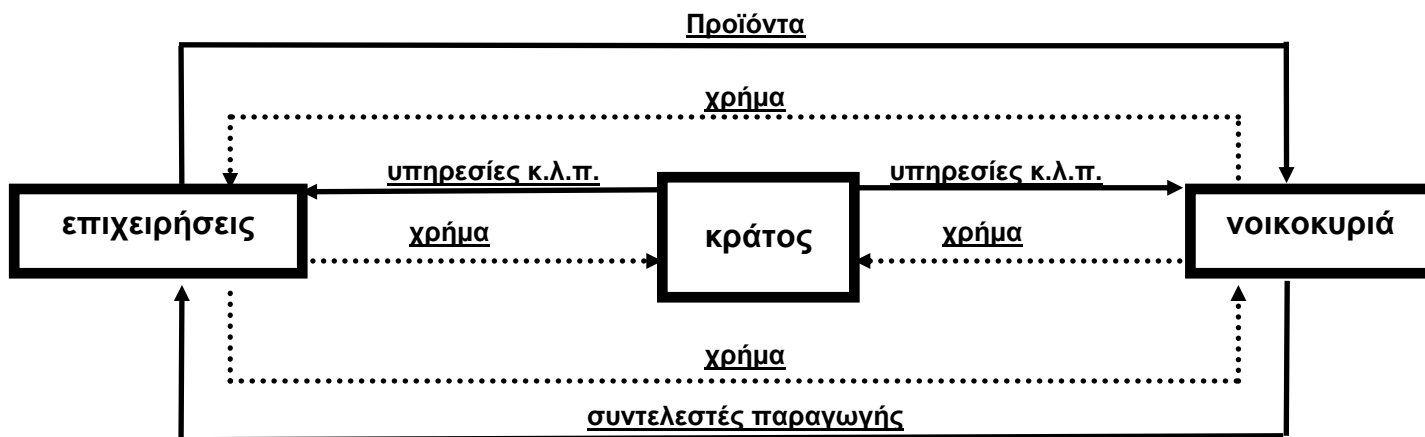 Προϊόντα
χρήμα
υπηρεσίες κ.λ.π.
υπηρεσίες κ.λ.π.
επιχειρήσεις
χρήμα
κράτος
χρήμα
νοικοκυριά
χρήμα
συντελεστές παραγωγής